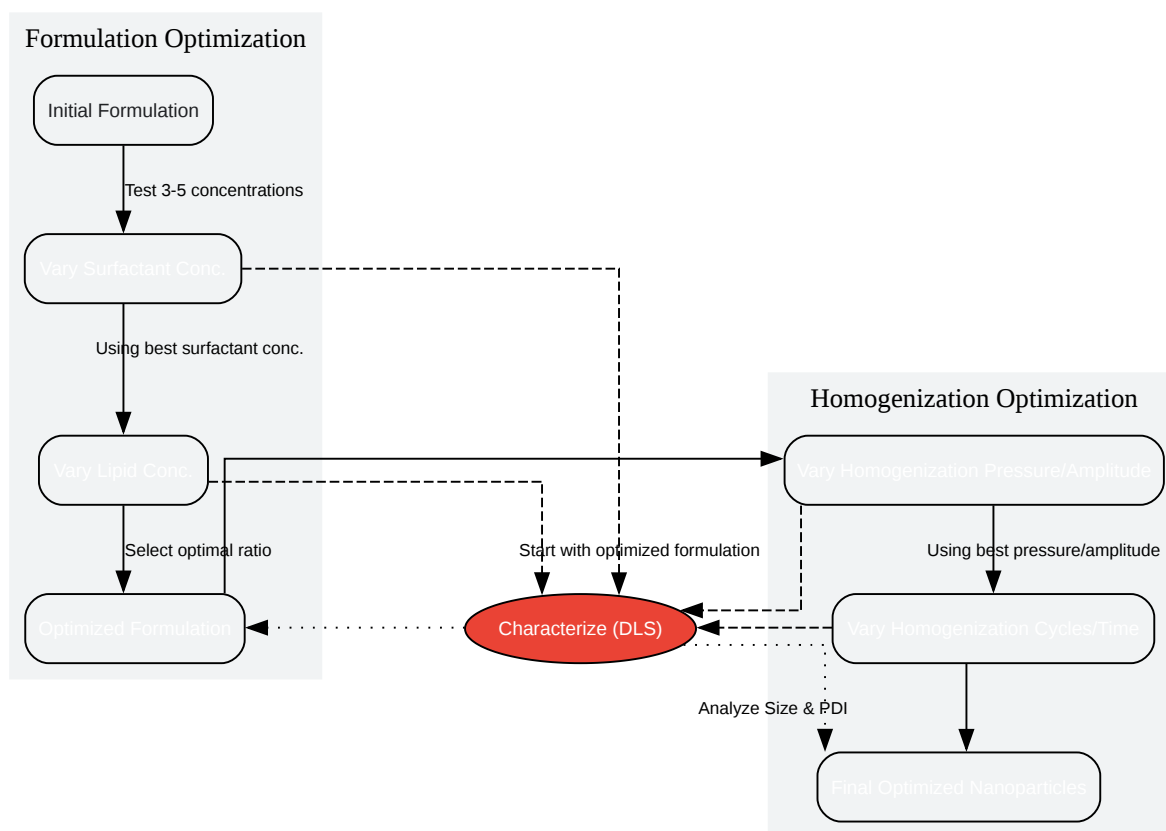 Formulation Optimization
Initial Formulation
Test 3-5 concentrations
Vary Surfactant Conc.
Using best surfactant conc.
Homogenization Optimization
Vary Lipid Conc.
Vary Homogenization Pressure/Amplitude
Select optimal ratio
Start with optimized formulation
Using best pressure/amplitude
Optimized Formulation
Characterize (DLS)
Vary Homogenization Cycles/Time
Analyze Size & PDI
Final Optimized Nanoparticles